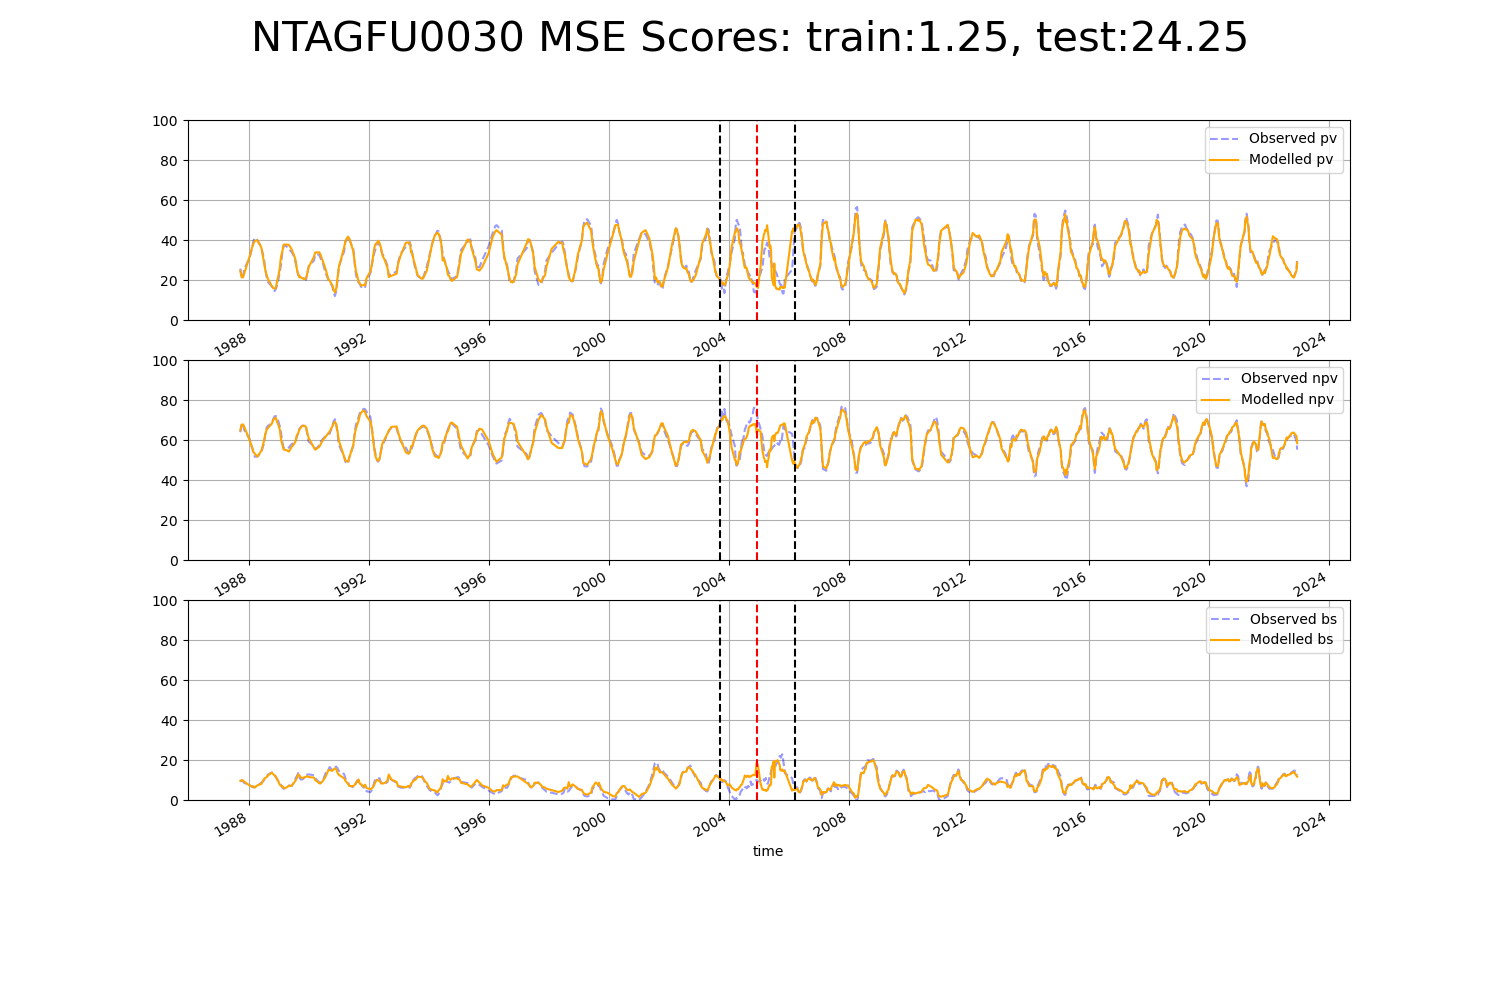 NTAGFU0030 MSE Scores: train:1.25, test:24.25
100
80
60
40
20
0
Observed pv
Modelled pv
1988 1992 1996 2000 2004 2008 2012 2016 2020 2024
100
80
60
40
20
0
Observed npv
Modelled npv
1988 1992 1996 2000 2004 2008 2012 2016 2020 2024
100
80
60
40
20
0
Observed bs
Modelled bs
1988 1992 1996 2000 2004 2008 2012 2016 2020 2024
time